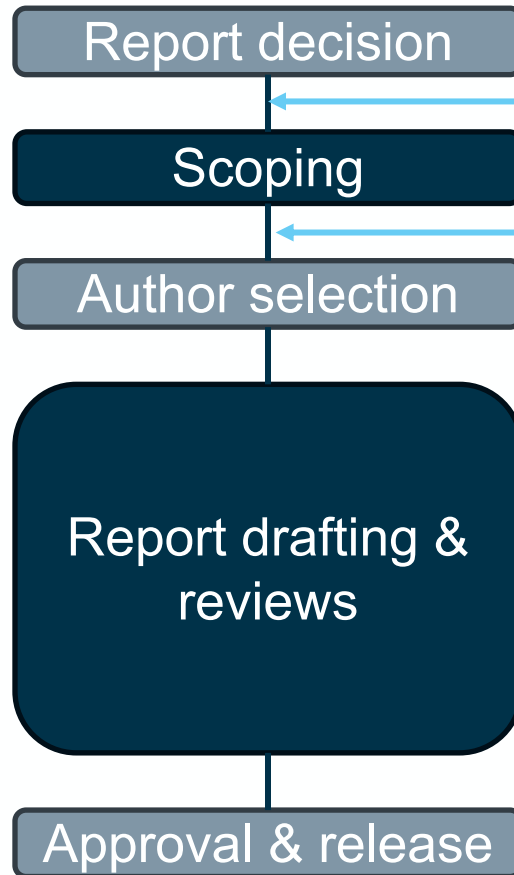 Report decision
Scoping
Author selection
Report drafting &
reviews
Approval & release